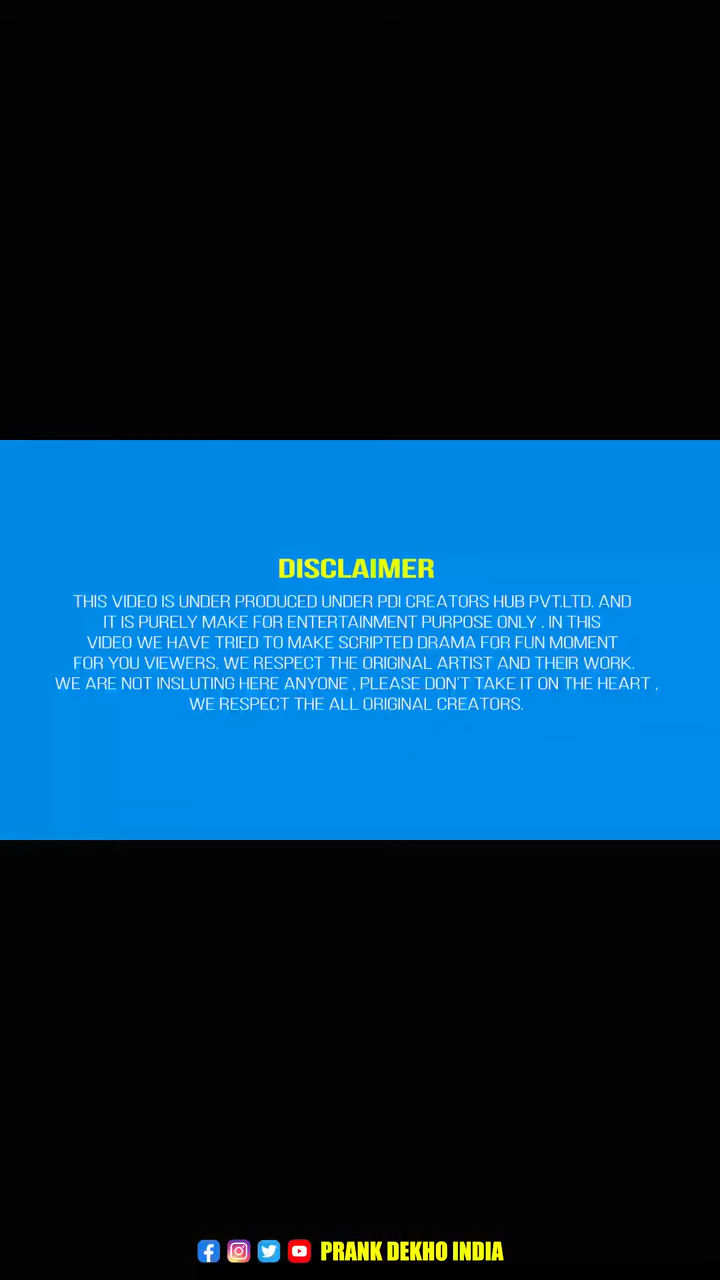 DISCLAIMER
THIS VIDEO IS UNDER PRODUCED UNDER PDI CREATORS HUB PVT.LTD. AND
IT IS PURELY MAKE FOR ENTERTAINMENT PURPOSE ONLY . IN THIS
VIDEO WE HAVE TRIED TO MAKE SCRIPTED DRAMA FOR FUN MOMENT
FOR YOU VIEWERS. WE RESPECT THE ORIGINAL ARTIST AND THEIR WORK.
WE ARE NOT INSLUTING HERE ANYONE , PLEASE DON'T TAKE IT ON THE HEART ,
WE RESPECT THE ALL ORIGINAL CREATORS.
PRANK DEKHO INDIA